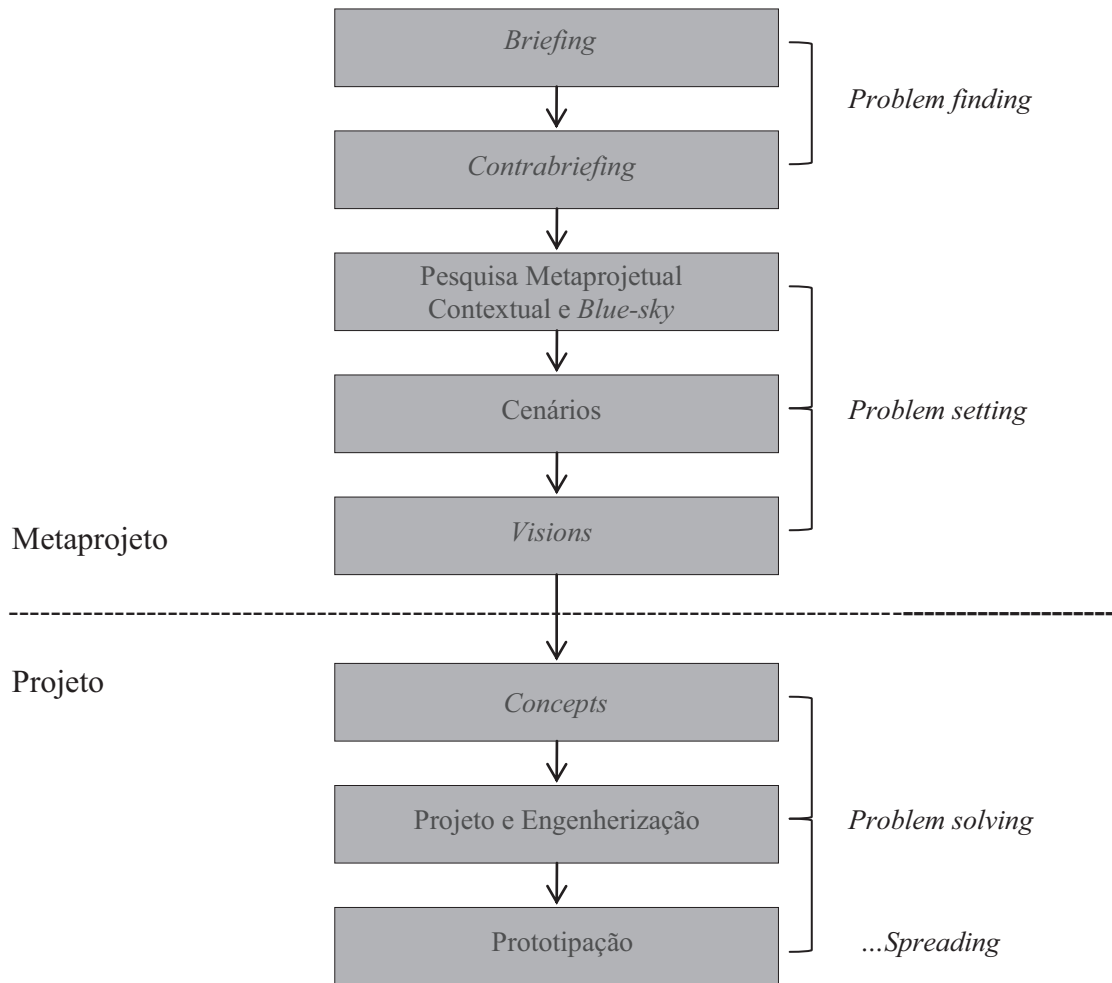 Briefing
Problem finding
Contrabriefing
Pesquisa Metaprojetual
Contextual e Blue-sky
Cenários
Problem setting
Visions
Metaprojeto
Projeto
Concepts
Projeto e Engenherização
Problem solving
Prototipação
...Spreading